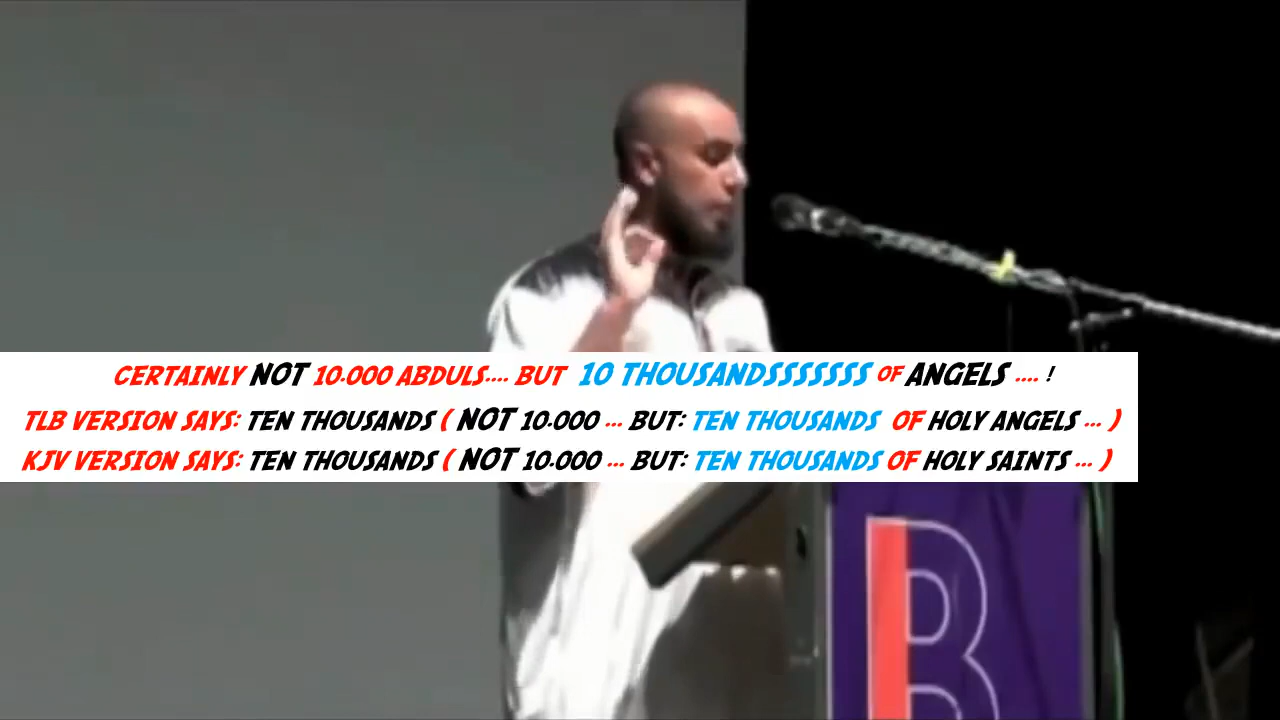 CERTAINLY NOT 10.000 ABDULS.... BUT 10 THOUSANDSSSSSSS OF ANGELS .... !
TLB VERSION SAYS: TEN THOUSANDS ( NOT 10.000 ... BUT: TEN THOUSANDS OF HOLY ANGELS ... )
KJV VERSION SAYS: TEN THOUSANDS ( NOT 10.000 ... BUT: TEN THOUSANDS OF HOLY SAINTS ... )
B